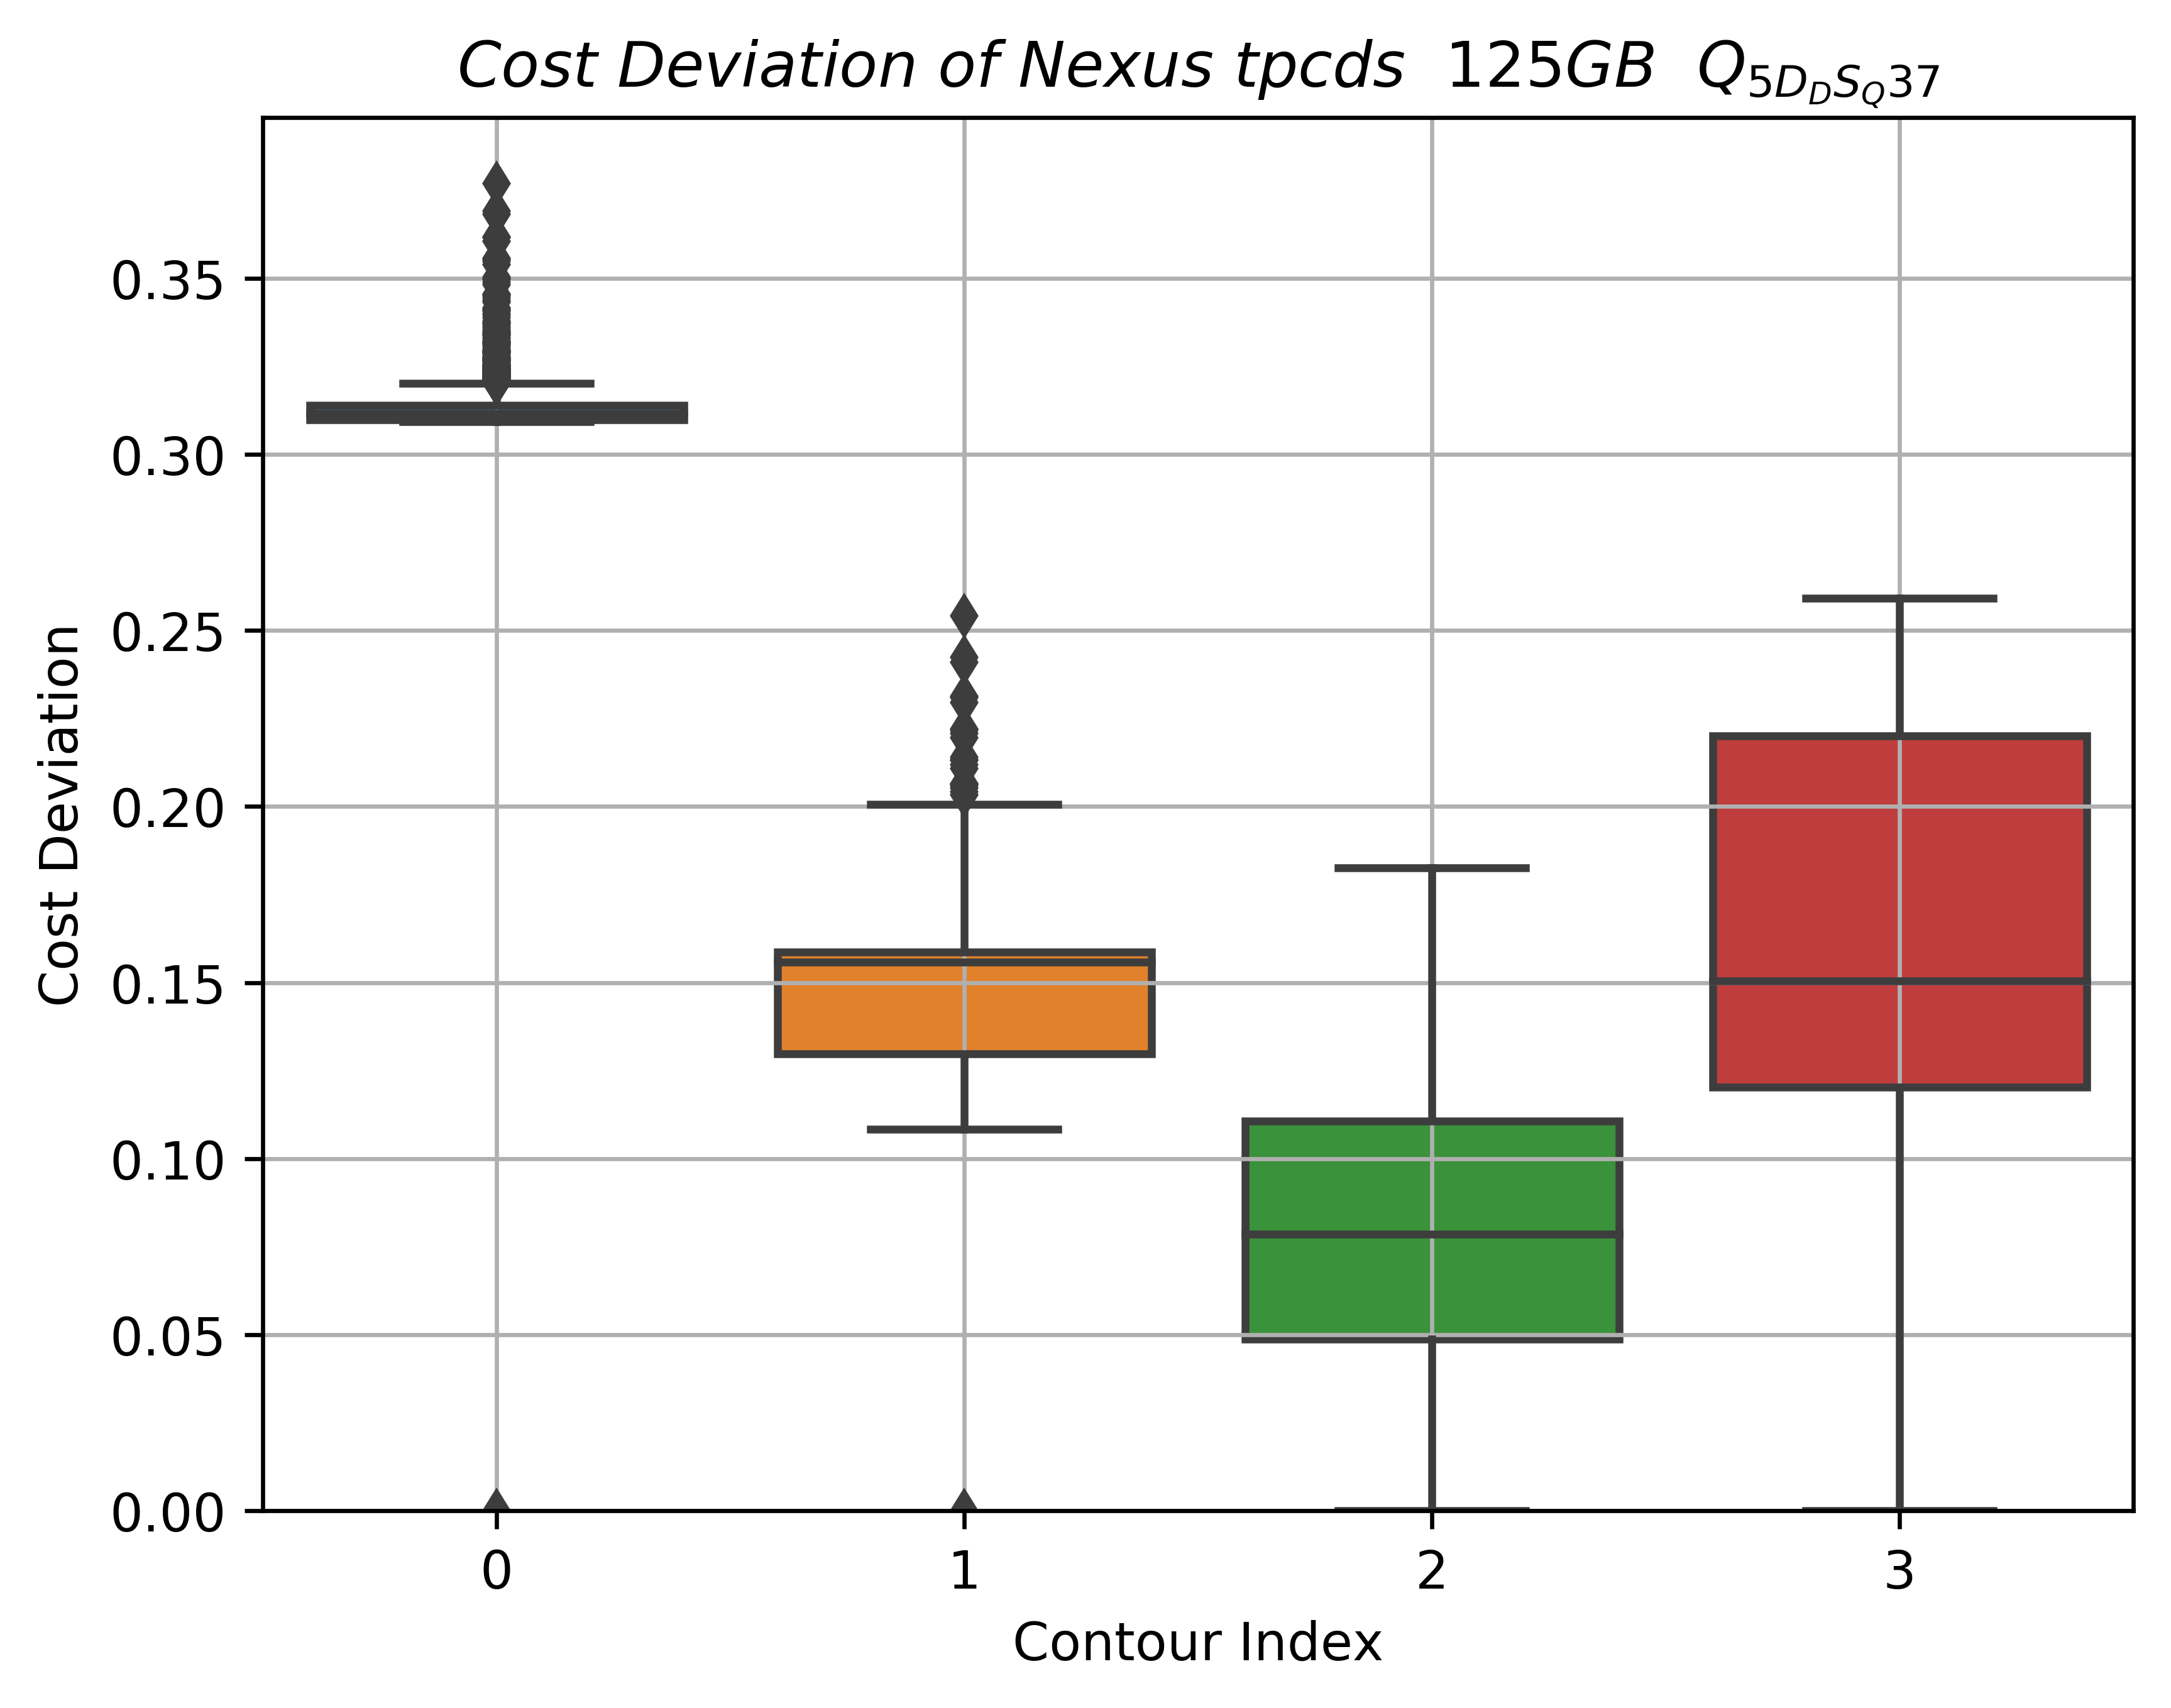 Cost Deviation of Nexus tpcds 125GB Q5DDSQ37
0.35
0.30
0.25
0.20
0.15
0.10
0.05
0.00
Cost Deviation
0 1 2 3
Contour Index